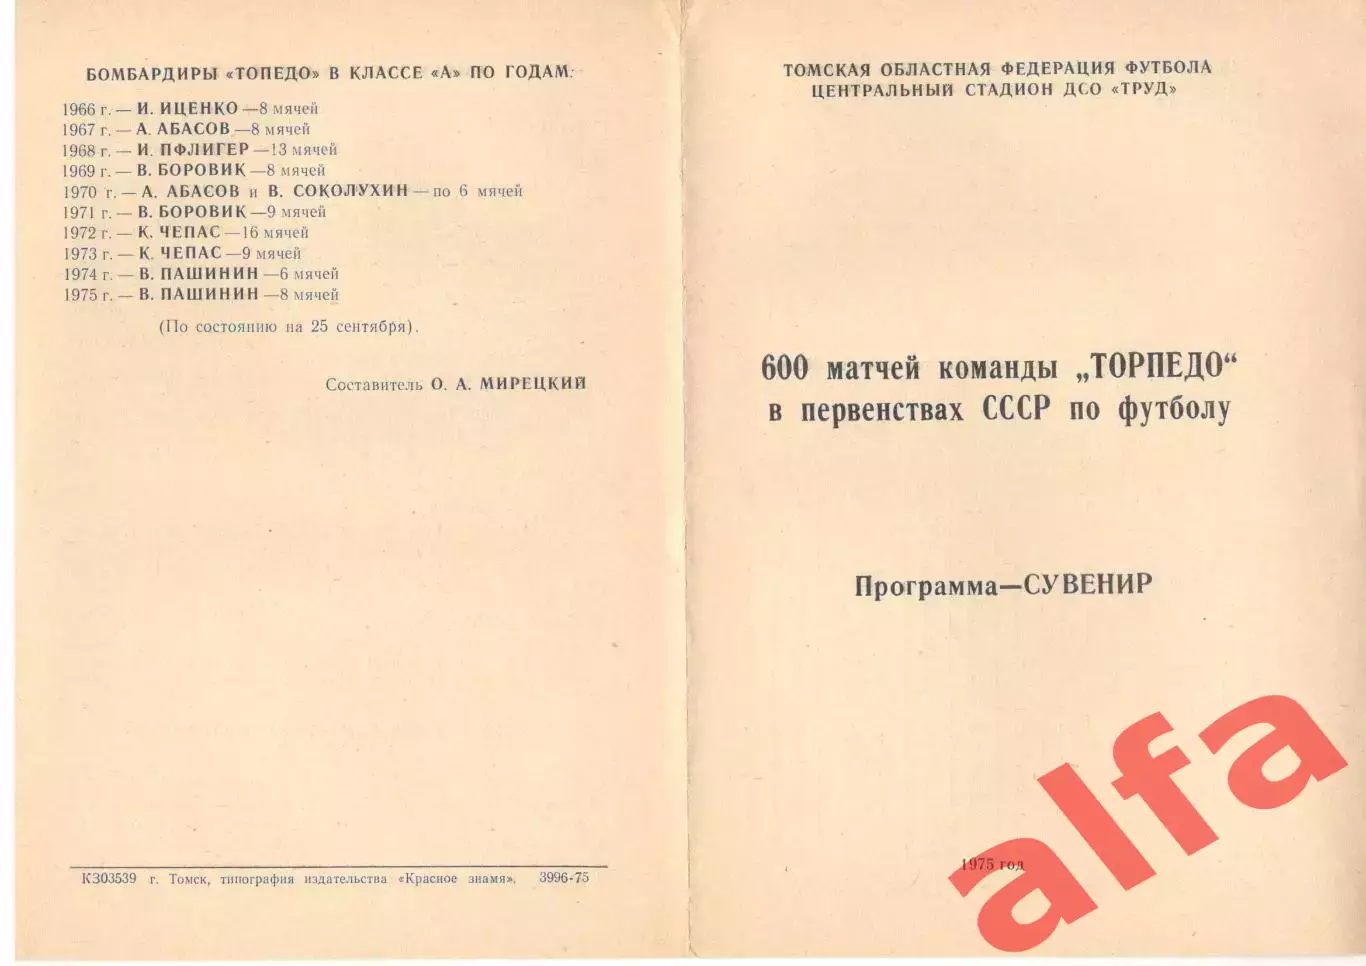 БОМБАРДИРЫ «ТОПЕДО» В КЛАССЕ «А» ПО ГОДАМ:
1966 г. — И. ИЦЕНКО —8 мячей
1967 г. — А. АБАСОВ —8 мячей
1968 г. — И. ПФЛИГЕР —13 мячей
1969 г. — В. БОРОВИК —8 мячей
1970 г. — А. АБАСОВ и В. СОКОЛУХИН — по 6 мячей
1971 г. — В. БОРОВИК —9 мячей
1972 г. — К. ЧЕПАС —16 мячей
1973 г. — К. ЧЕПАС —9 мячей
1974 г. — В. ПАШИНИН —6 мячей
1975 г. — В. ПАШИНИН —8 мячей
(По состоянию на 25 сентября).
Составитель О. А. МИРЕЦКИЙ
КЗ03539 г. Томск, типография издательства «Красное знамя». 3996-75
ТОМСКАЯ ОБЛАСТНАЯ ФЕДЕРАЦИЯ ФУТБОЛА
ЦЕНТРАЛЬНЫЙ СТАДИОН ДСО «ТРУД»
600 матчей команды „ТОРПЕДО“
в первенствах СССР по футболу
Программа—СУВЕНИР
1975 год
alfa